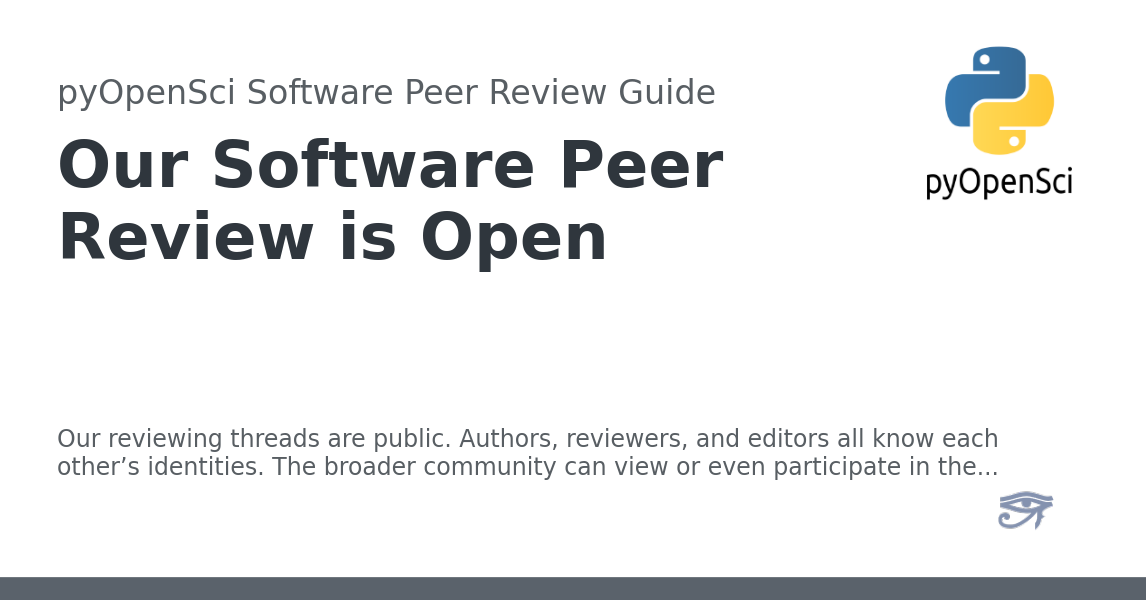 pyOpenSci Software Peer Review Guide
Our Software Peer
Review is Open
pyOpenSci
Our reviewing threads are public. Authors, reviewers, and editors all know each
other’s identities. The broader community can view or even participate in the...